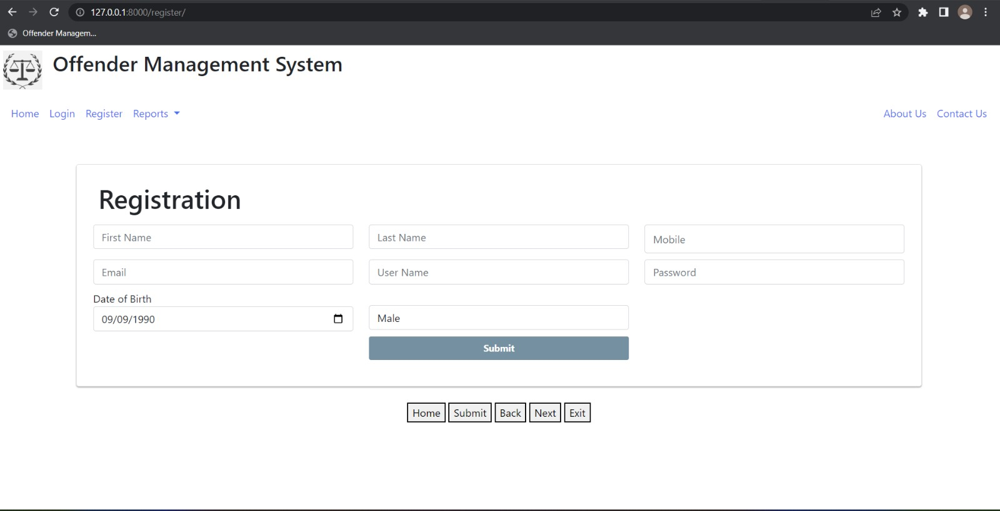 127.0.0.1:8000/register/
Offender Managem...
Offender Management System
Home Login Register Reports About Us Contact Us
Registration
First Name Last Name Mobile
Email User Name Password
Date of Birth
09/09/1990 Male
Submit
Home Submit Back Next Exit